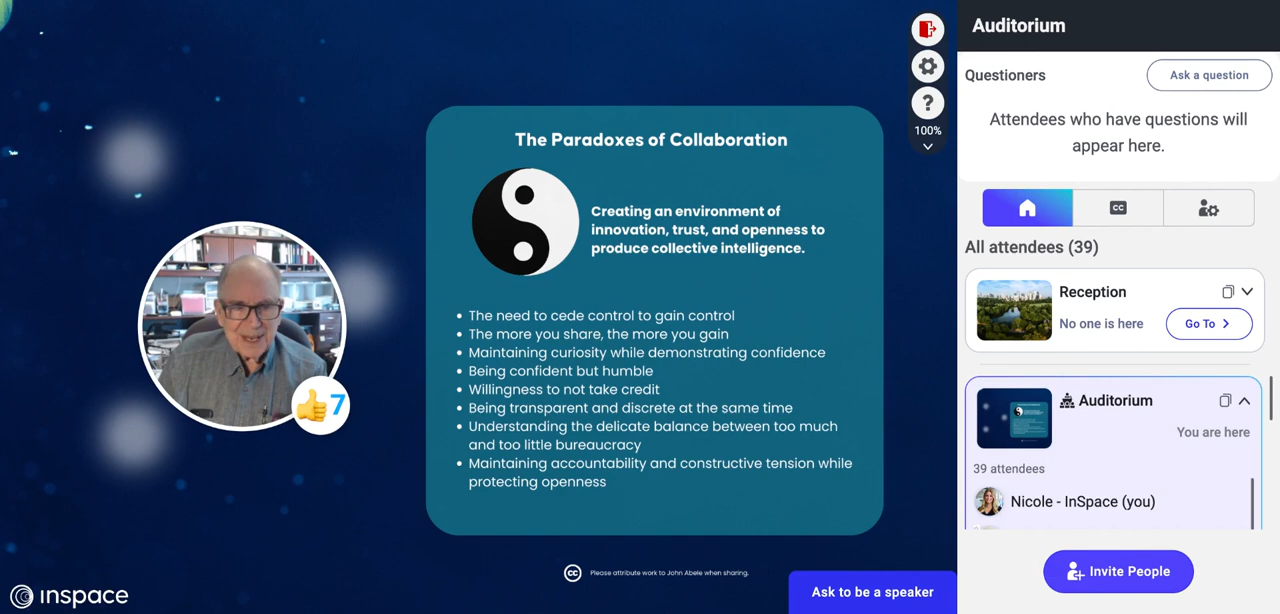 The Paradoxes of Collaboration
Creating an environment of
innovation, trust, and openness to
produce collective intelligence.
The need to cede control to gain control
The more you share, the more you gain
Maintaining curiosity while demonstrating confidence
Being confident but humble
Willingness to not take credit
Being transparent and discrete at the same time
Understanding the delicate balance between too much
and too little bureaucracy
Maintaining accountability and constructive tension while
protecting openness
7
cc Please attribute work to John Abele when sharing.
inspace
Ask to be a speaker
?
100%
Auditorium
Questioners
Ask a question
Attendees who have questions will
appear here.
CC
All attendees (39)
Reception
No one is here
Go To
Auditorium
You are here
39 attendees
Nicole - InSpace (you)
Invite People